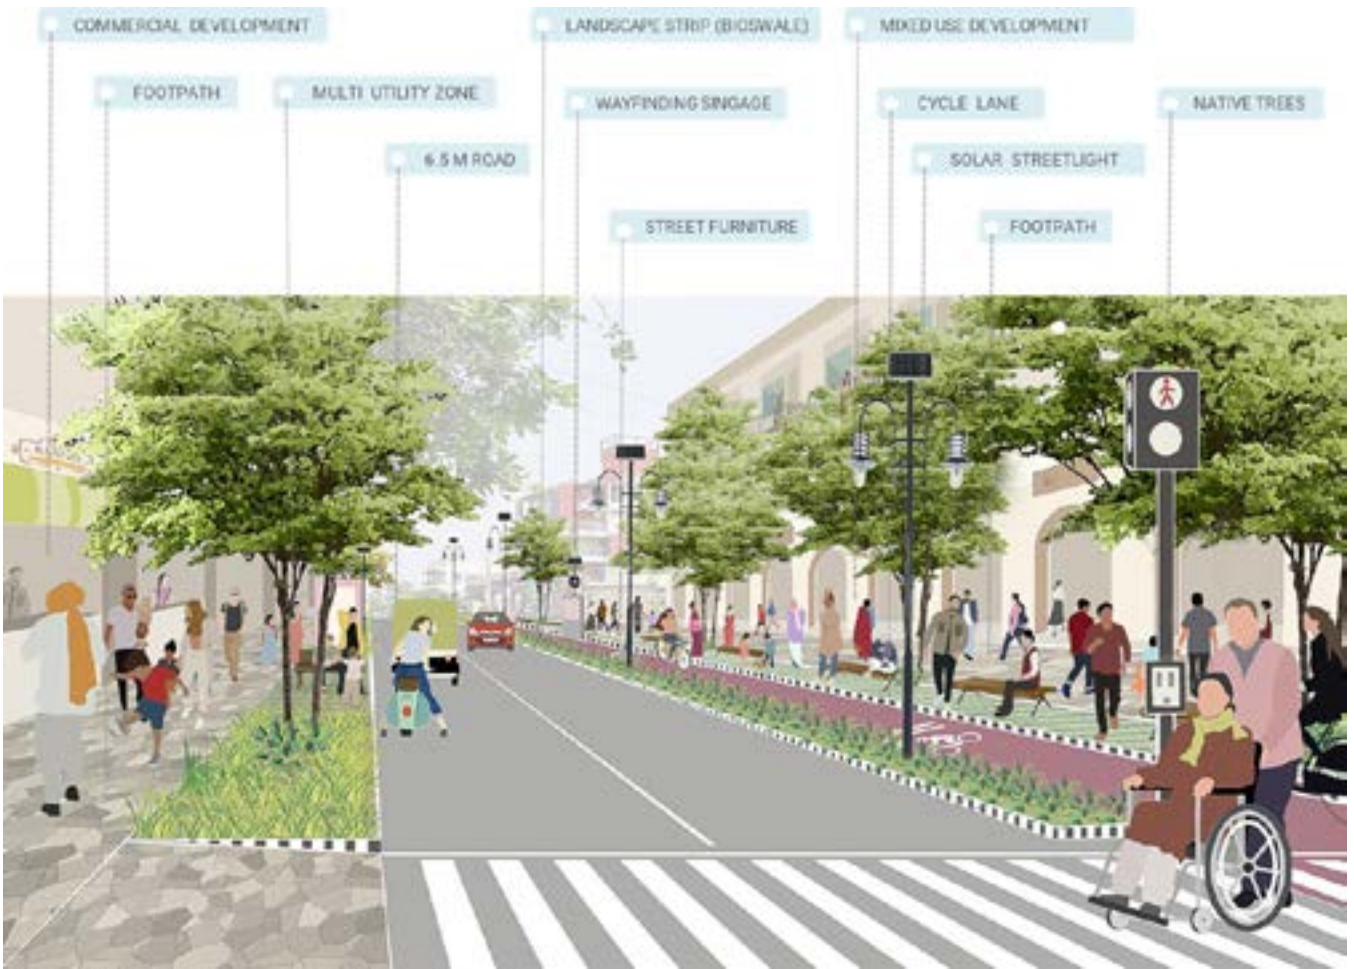 COMMERCIAL DEVELOPMENT
LANDSCAPE STRIP (BIOSWALE)
MIXED USE DEVELOPMENT
FOOTPATH
MULTI UTILITY ZONE
WAYFINDING SINGAGE
CYCLE LANE
NATIVE TREES
6.5 M ROAD
SOLAR STREETLIGHT
STREET FURNITURE
FOOTPATH